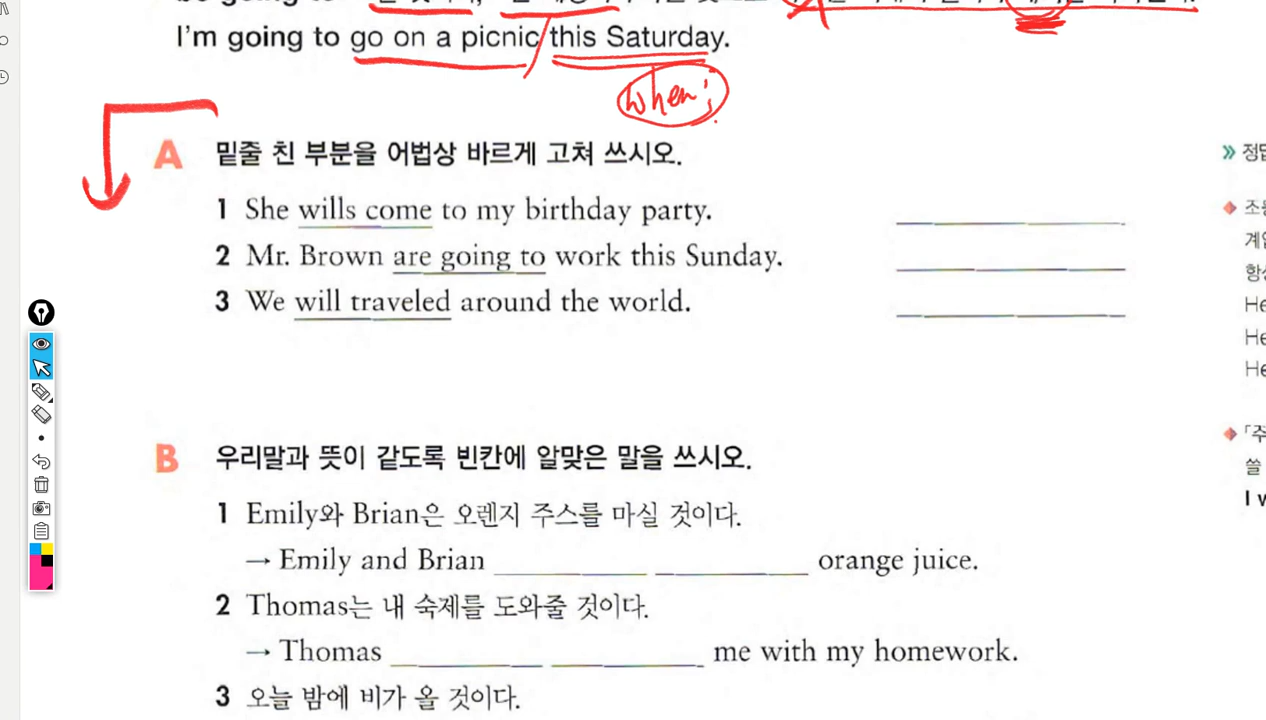 be going to
I'm going to go on a picnic this Saturday.
when
A 밑줄 친 부분을 어법상 바르게 고쳐 쓰시오.
» 정답
1 She wills come to my birthday party.
2 Mr. Brown are going to work this Sunday.
항상
3 We will traveled around the world.
He
He
He
B 우리말과 뜻이 같도록 빈칸에 알맞은 말을 쓰시오.
「주
쓸
I w
1 Emily와 Brian은 오렌지 주스를 마실 것이다.
→ Emily and Brian ________ ________ orange juice.
2 Thomas는 내 숙제를 도와줄 것이다.
→ Thomas ________ ________ me with my homework.
3 오늘 밤에 비가 올 것이다.